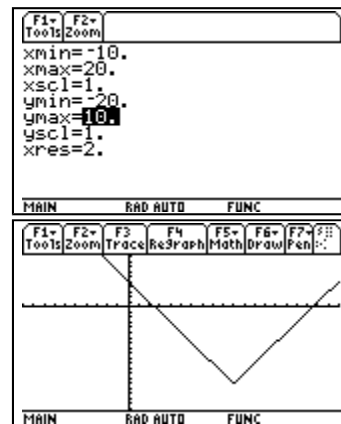 F1▾ F2▾
Tools Zoom
xmin=⁻10.
xmax=20.
xscl=1.
ymin=⁻20.
ymax=10.
yscl=1.
xres=2.
MAIN RAD AUTO FUNC
F1▾ F2▾ F3 F4 F5▾ F6▾ F7▾
Tools Zoom Trace ReGraph Math Draw Pen
MAIN RAD AUTO FUNC